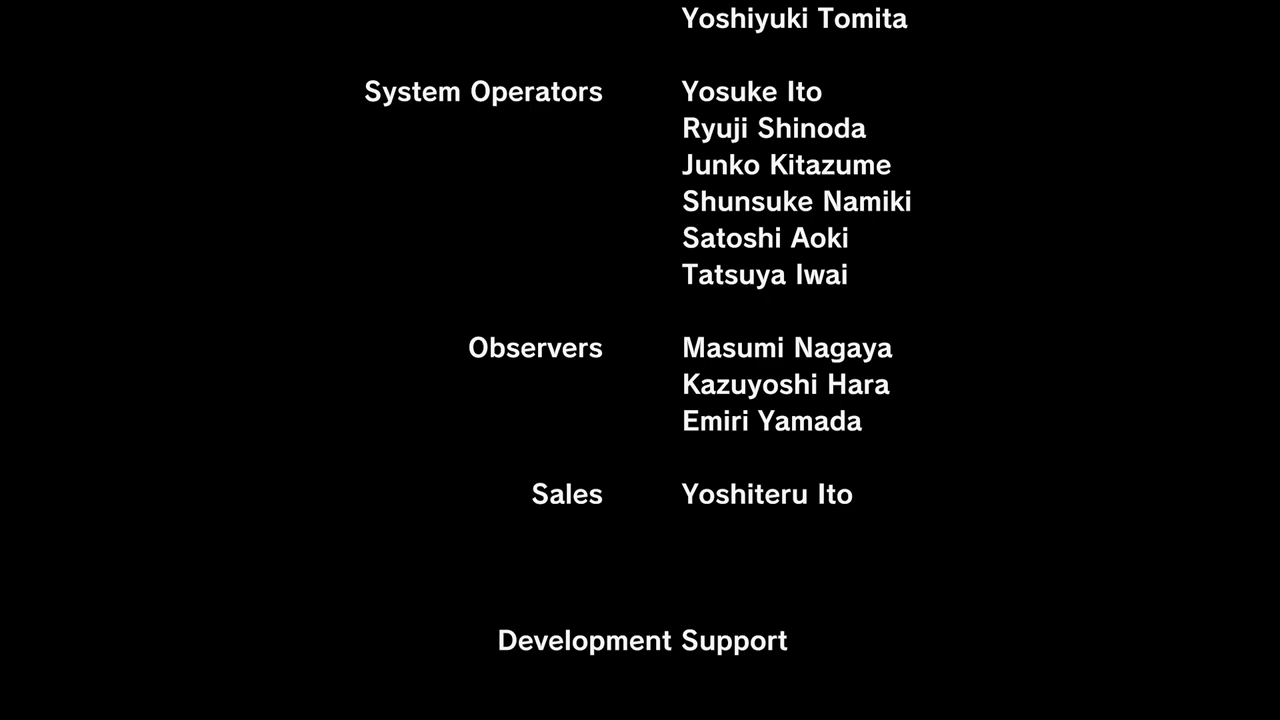 Yoshiyuki Tomita
System Operators Yosuke Ito
Ryuji Shinoda
Junko Kitazume
Shunsuke Namiki
Satoshi Aoki
Tatsuya Iwai
Observers Masumi Nagaya
Kazuyoshi Hara
Emiri Yamada
Sales Yoshiteru Ito
Development Support